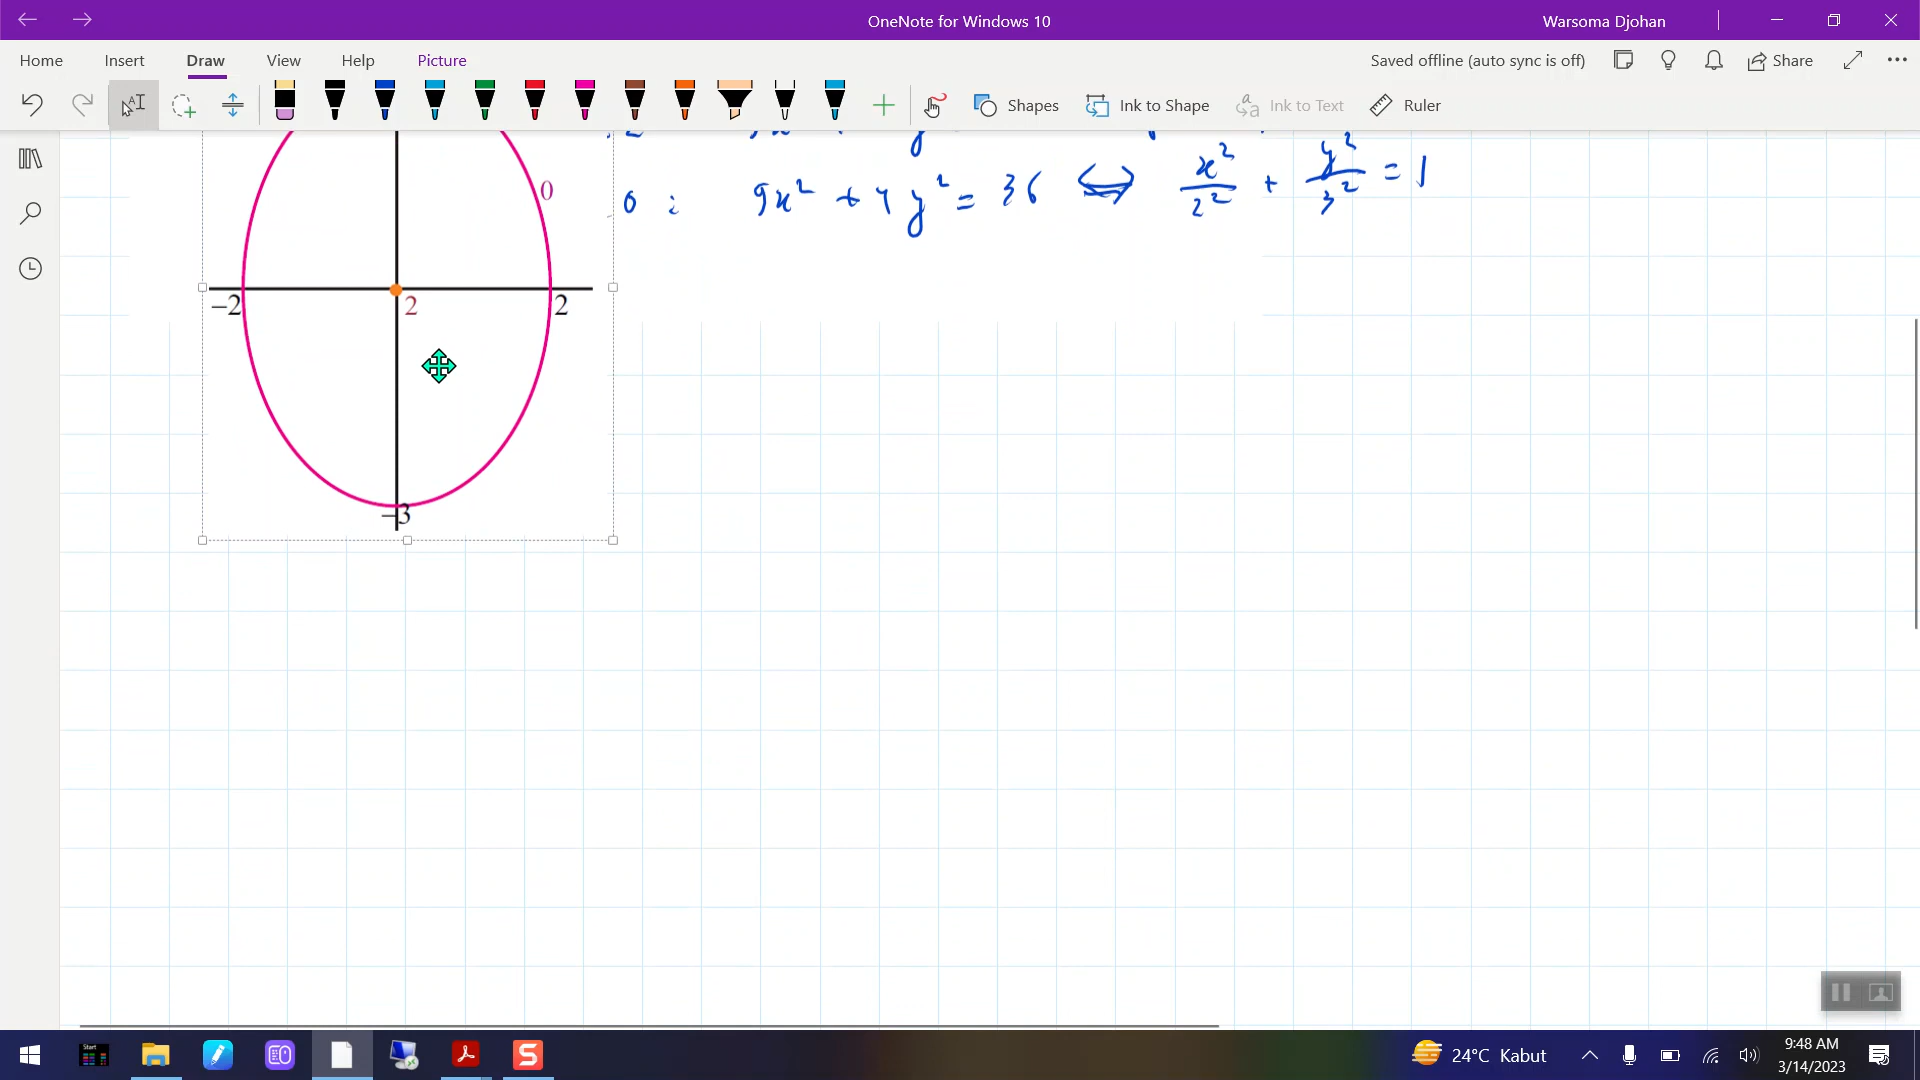 OneNote for Windows 10
Warsoma Djohan
Home Insert Draw View Help Picture
Saved offline (auto sync is off)
Share
Shapes
Ink to Shape
Ink to Text
Ruler
0 : 9x² + 4y² = 36 ⇔ x²/2² + y²/3² = 1
0
−2 2 2
−3
Start
24°C Kabut
9:48 AM
3/14/2023